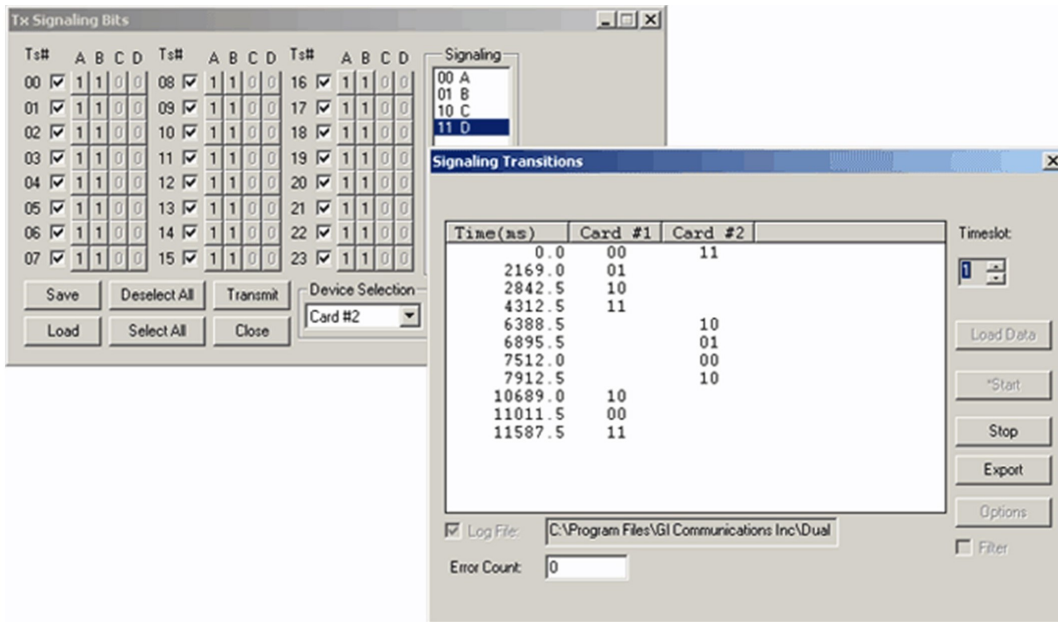 Tx Signaling Bits
Ts# A B C D Ts# A B C D Ts# A B C D
00 1 1 0 0 08 1 1 0 0 16 1 1 0 0
01 1 1 0 0 09 1 1 0 0 17 1 1 0 0
02 1 1 0 0 10 1 1 0 0 18 1 1 0 0
03 1 1 0 0 11 1 1 0 0 19 1 1 0 0
04 1 1 0 0 12 1 1 0 0 20 1 1 0 0
05 1 1 0 0 13 1 1 0 0 21 1 1 0 0
06 1 1 0 0 14 1 1 0 0 22 1 1 0 0
07 1 1 0 0 15 1 1 0 0 23 1 1 0 0
Signaling
00 A
01 B
10 C
11 D
Save Deselect All Transmit
Load Select All Close
Device Selection
Card #2
Signaling Transitions
Time(ms) Card #1 Card #2
0.0 00 11
2169.0 01
2842.5 10
4312.5 11
6388.5 10
6895.5 01
7512.0 00
7912.5 10
10689.0 10
11011.5 00
11587.5 11
Timeslot:
1
Load Data
*Start
Stop
Export
Options
Filter
Log File: C:\Program Files\Gl Communications Inc\Dual
Error Count: 0